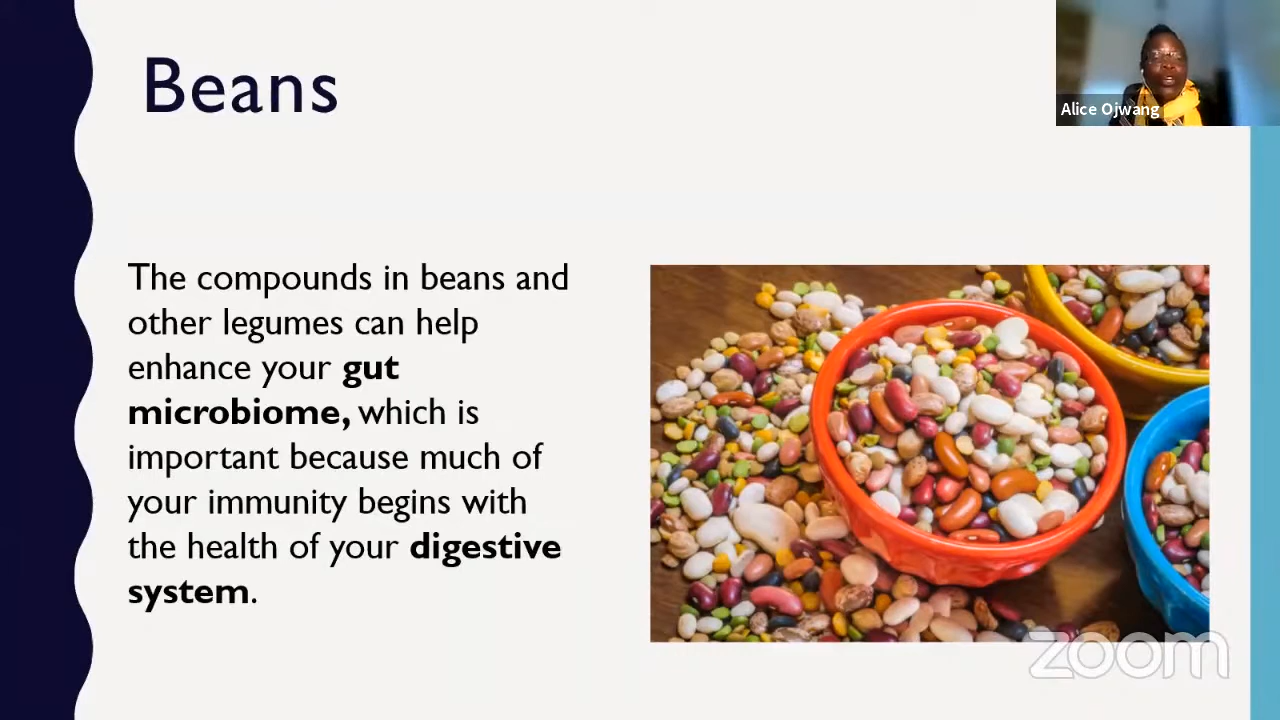 Beans
Alice Ojwang
The compounds in beans and
other legumes can help
enhance your gut
microbiome, which is
important because much of
your immunity begins with
the health of your digestive
system.
zoom